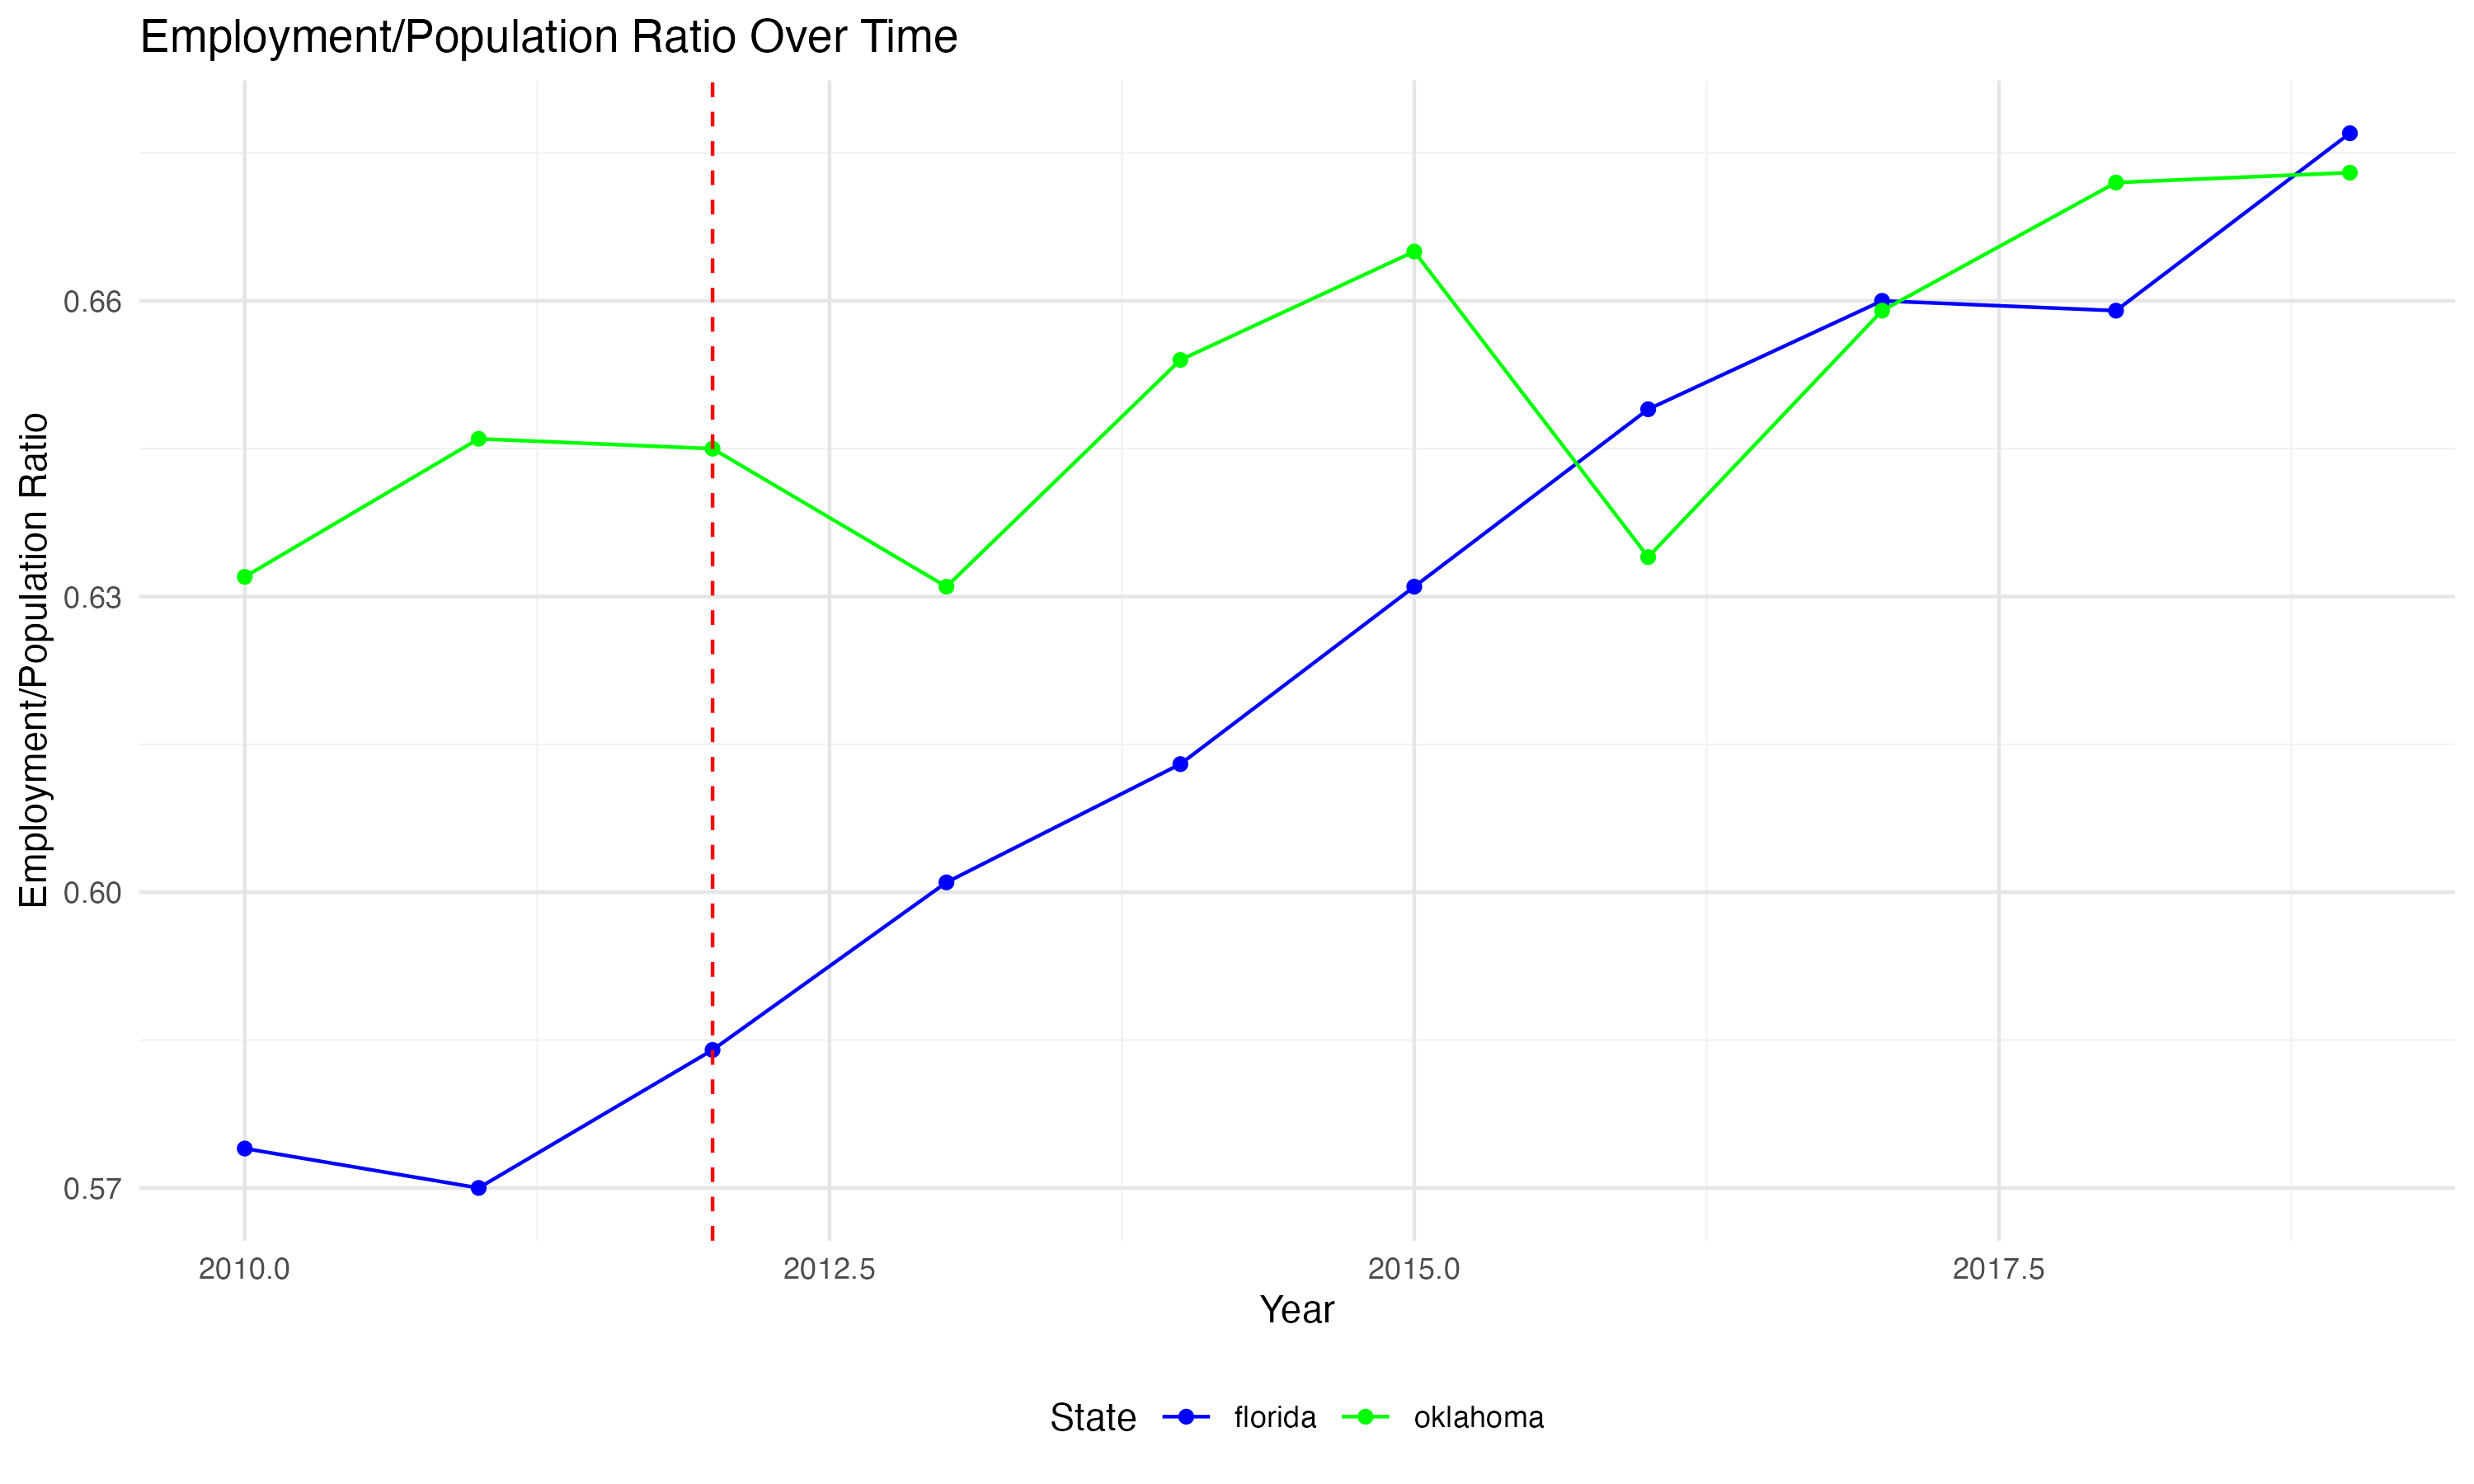 Employment/Population Ratio Over Time
Employment/Population Ratio
0.66
0.63
0.60
0.57
2010.0 2012.5 2015.0 2017.5
Year
State florida oklahoma